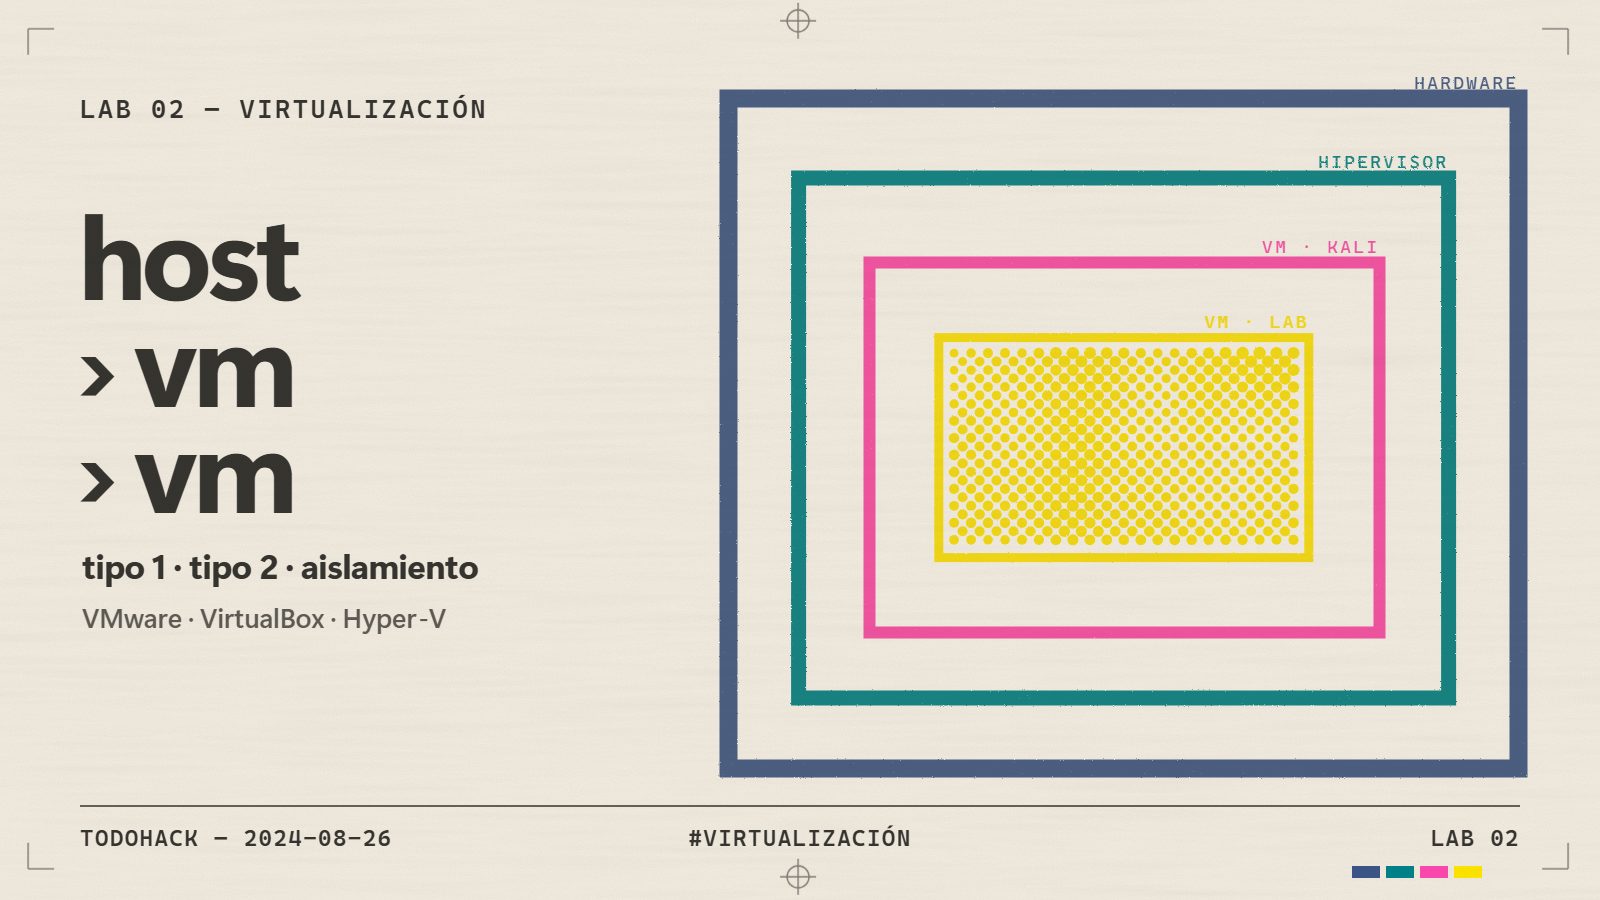 LAB 02 — VIRTUALIZACIÓN
host
› vm
› vm
tipo 1 · tipo 2 · aislamiento
VMware · VirtualBox · Hyper-V
HARDWARE
HIPERVISOR
VM · KALI
VM · LAB
TODOHACK — 2024-08-26
#VIRTUALIZACIÓN
LAB 02